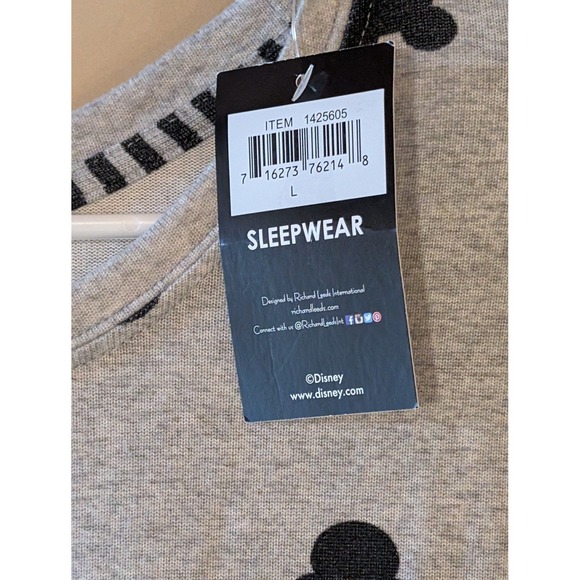 ITEM 1425605
7 16273 76214 8
L
SLEEPWEAR
Designed by Richard Leeds International
richardleeds.com
Connect with us @RichardLeedsInt
©Disney
www.disney.com